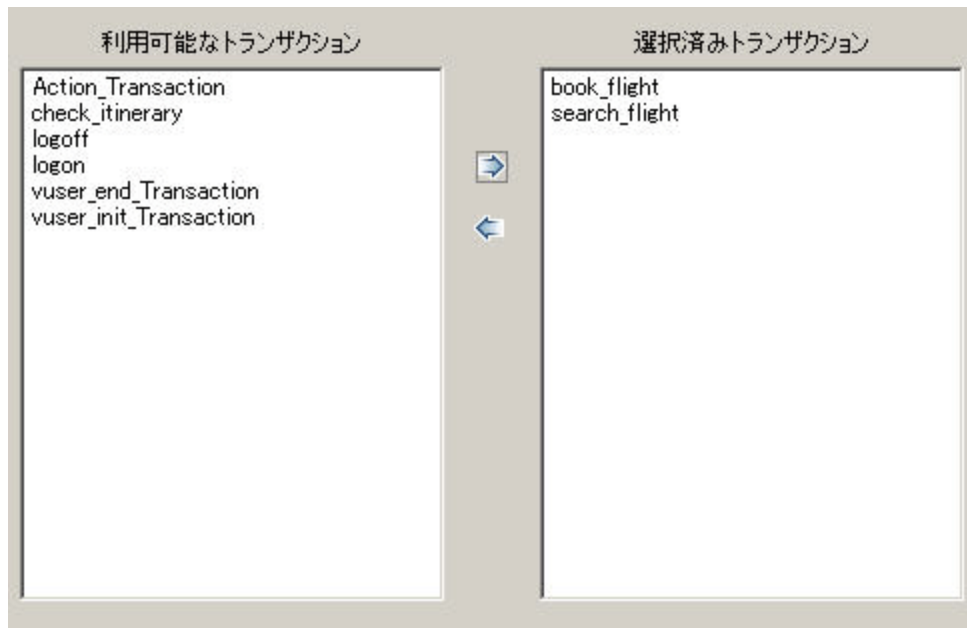 利用可能なトランザクション
Action_Transaction
check_itinerary
logoff
logon
vuser_end_Transaction
vuser_init_Transaction
選択済みトランザクション
book_flight
search_flight